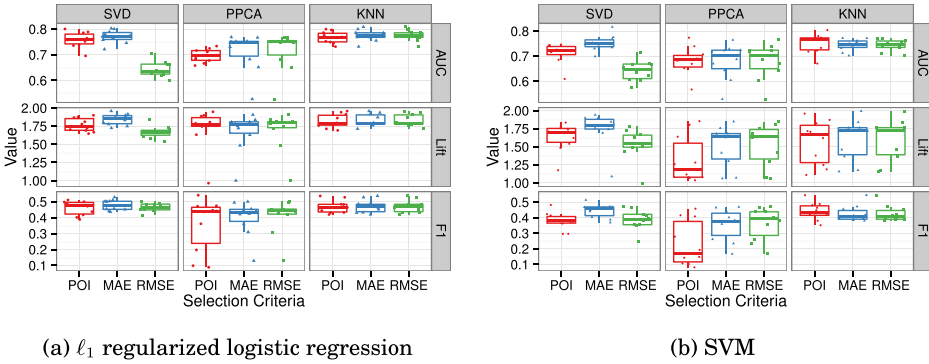 (a)
SVD PPCA KNN
0.8
0.7
0.6
AUC
2.00
1.75
1.50
1.25
1.00
Lift
Value
0.5
0.4
0.3
0.2
0.1
F1
POI MAE RMSE POI MAE RMSE POI MAE RMSE
Selection Criteria
(a) ℓ1 regularized logistic regression
(b)
SVD PPCA KNN
0.8
0.7
0.6
AUC
2.00
1.75
1.50
1.25
1.00
Lift
Value
0.5
0.4
0.3
0.2
0.1
F1
POI MAE RMSE POI MAE RMSE POI MAE RMSE
Selection Criteria
(b) SVM